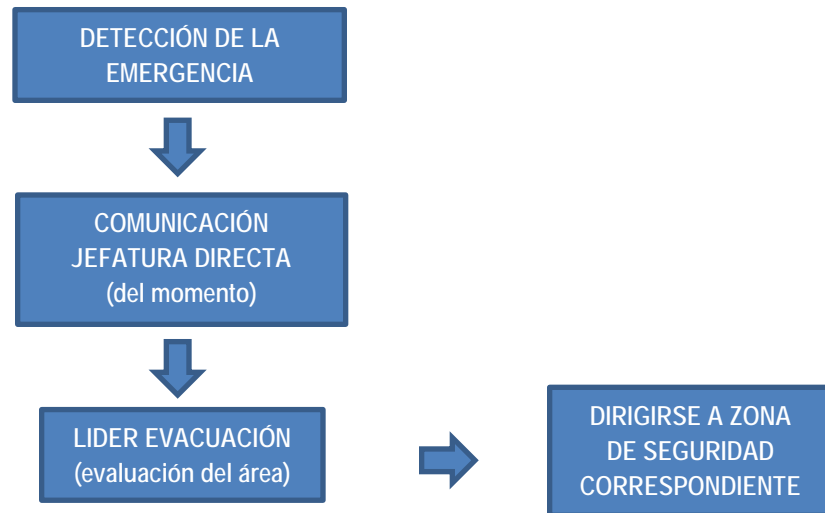 DETECCIÓN DE LA
EMERGENCIA
COMUNICACIÓN
JEFATURA DIRECTA
(del momento)
LIDER EVACUACIÓN
(evaluación del área)
DIRIGIRSE A ZONA
DE SEGURIDAD
CORRESPONDIENTE